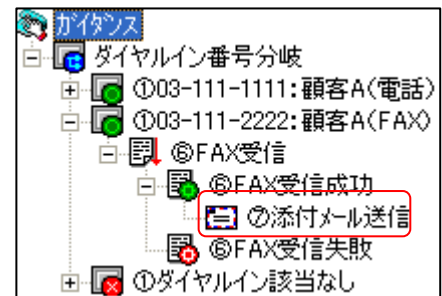 ガイダンス
ダイヤルイン番号分岐
①03-111-1111:顧客A(電話)
①03-111-2222:顧客A(FAX)
⑥FAX受信
⑥FAX受信成功
⑦添付メール送信
⑥FAX受信失敗
①ダイヤルイン該当なし